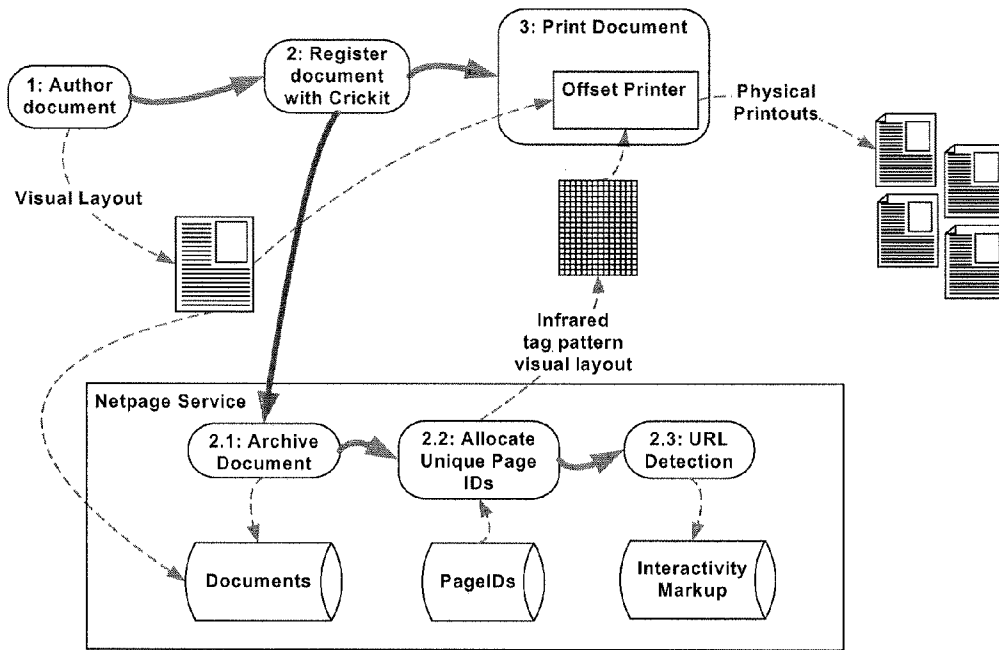 3: Print Document
2: Register
document
with Crickit
1: Author
document
Offset Printer
Physical
Printouts
Visual Layout
Infrared
tag pattern
visual layout
Netpage Service
2.1: Archive
Document
2.2: Allocate
Unique Page
IDs
2.3: URL
Detection
Documents
PageIDs
Interactivity
Markup